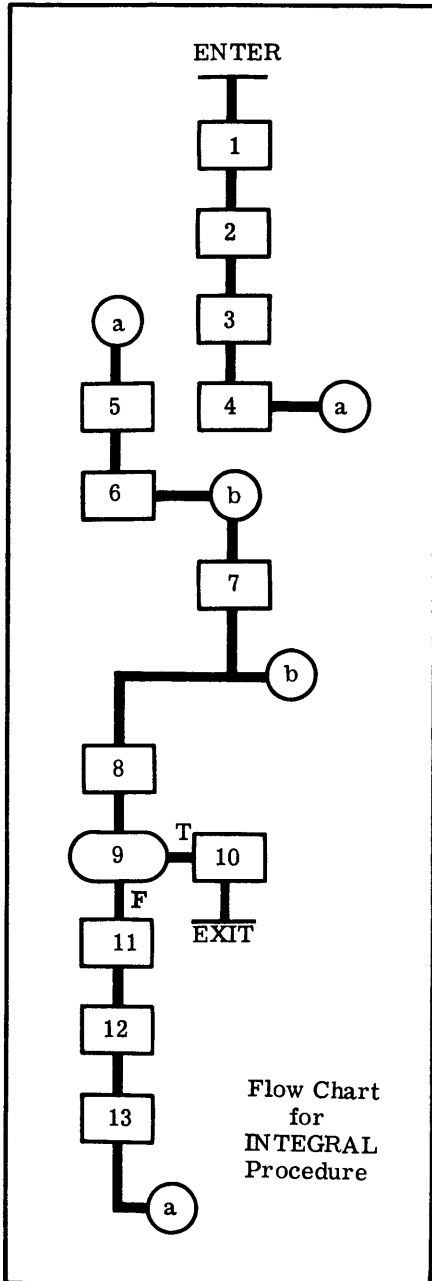 ENTER
1
2
3
a
5
4
a
6
b
7
b
8
9
T
10
F
EXIT
11
12
13
Flow Chart
for
INTEGRAL
Procedure
a